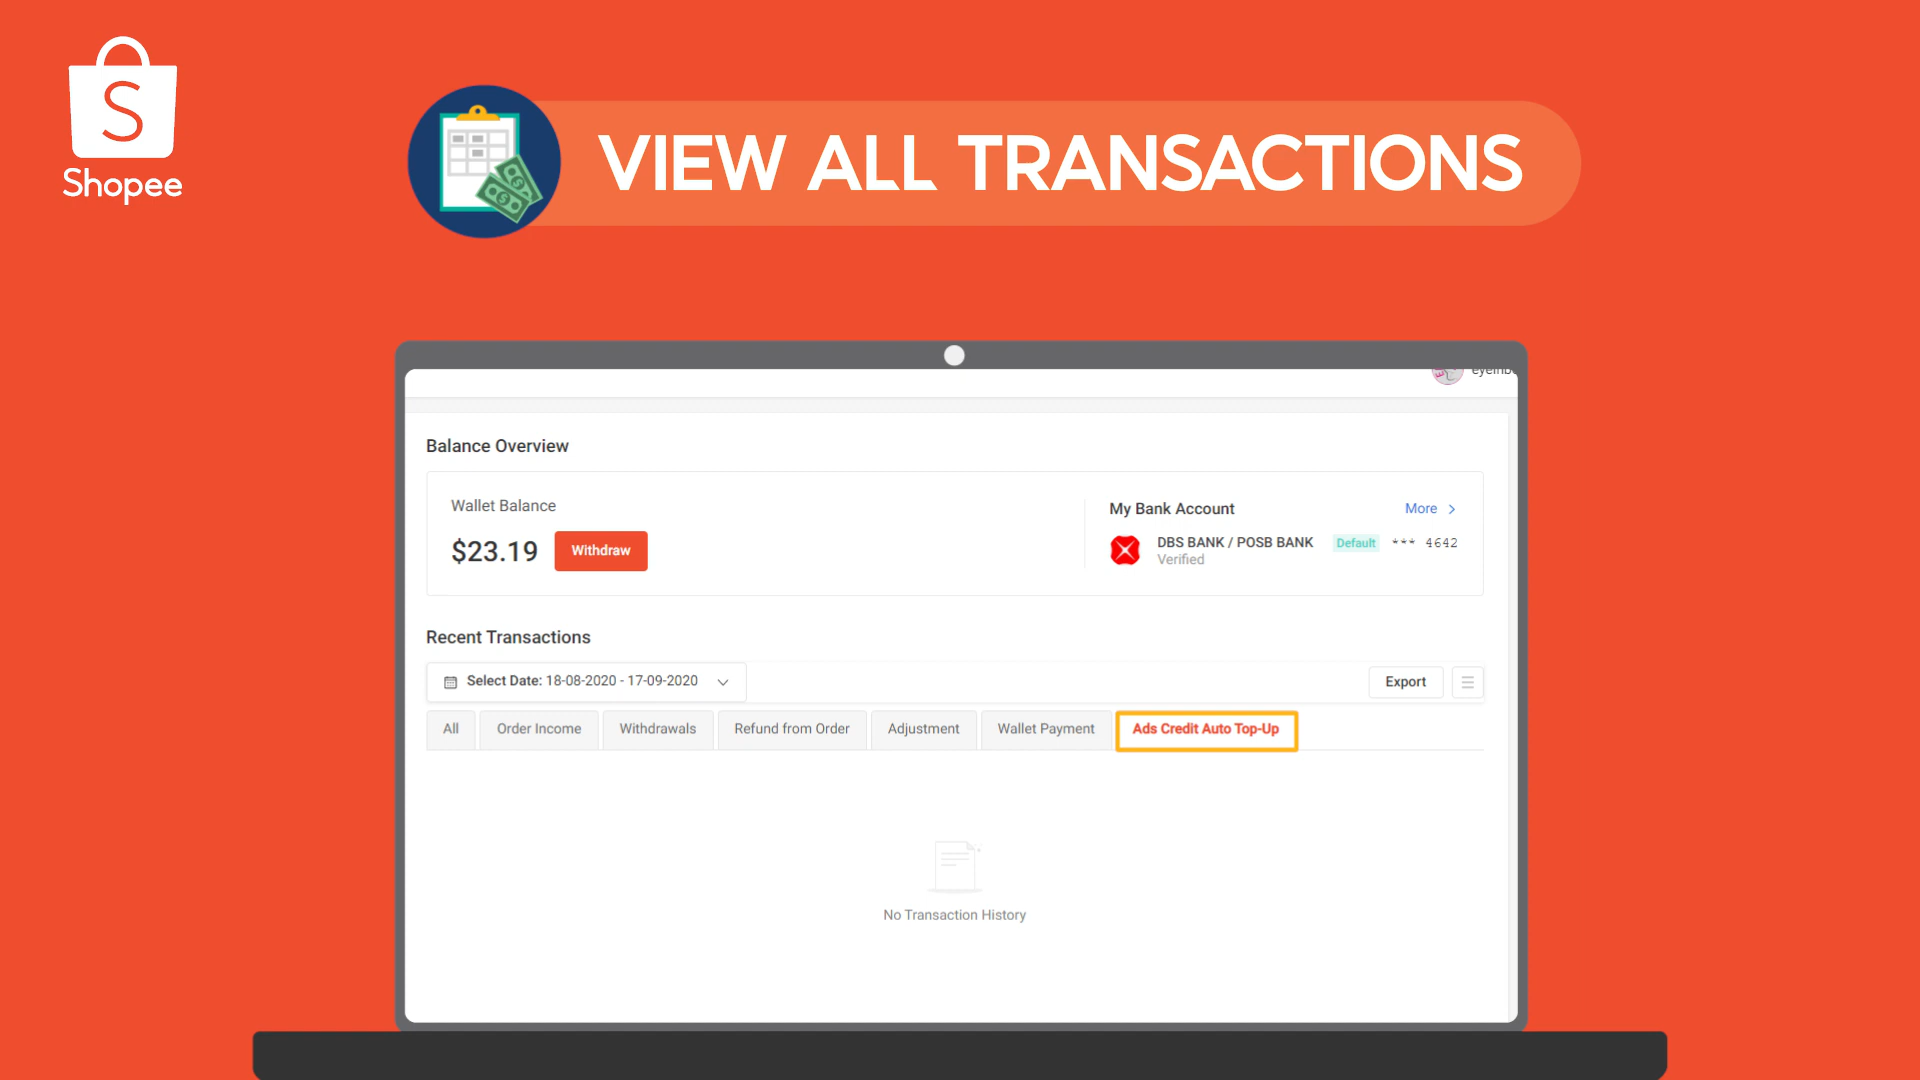 S
Shopee
VIEW ALL TRANSACTIONS
Balance Overview
Wallet Balance
$23.19
Withdraw
My Bank Account
More >
DBS BANK / POSB BANK Default *** 4642
Verified
Recent Transactions
Select Date: 18-08-2020 - 17-09-2020
Export
All Order Income Withdrawals Refund from Order Adjustment Wallet Payment Ads Credit Auto Top-Up
No Transaction History